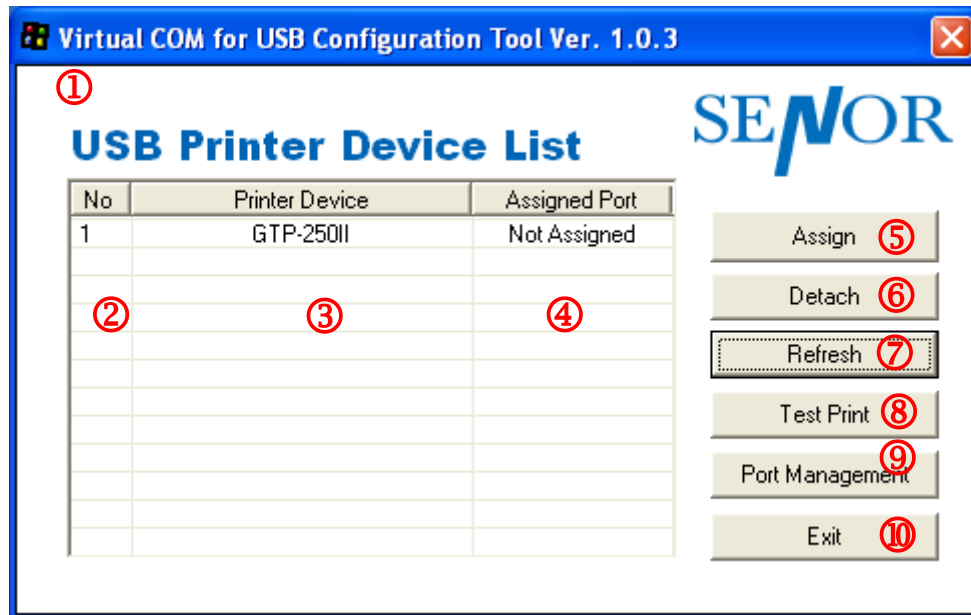 Virtual COM for USB Configuration Tool Ver. 1.0.3
①
SENOR
USB Printer Device List
No Printer Device Assigned Port
1 GTP-250II Not Assigned
② ③ ④
Assign ⑤
Detach ⑥
Refresh ⑦
Test Print ⑧
⑨
Port Management
Exit ⑩